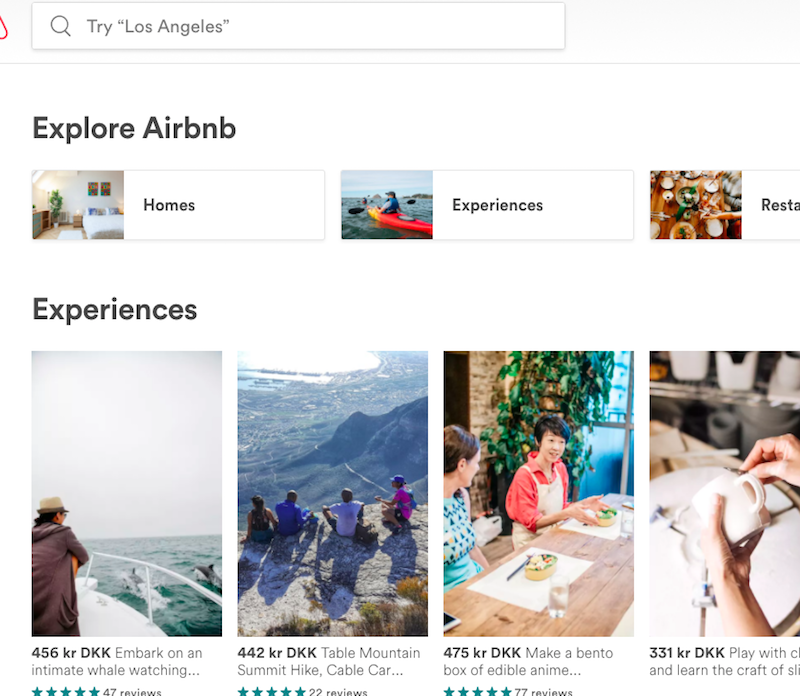 Try “Los Angeles”
Explore Airbnb
Homes
Experiences
Resta
Experiences
456 kr DKK Embark on an
intimate whale watching...
47 reviews
442 kr DKK Table Mountain
Summit Hike, Cable Car...
22 reviews
475 kr DKK Make a bento
box of edible anime...
77 reviews
331 kr DKK Play with cl
and learn the craft of sli